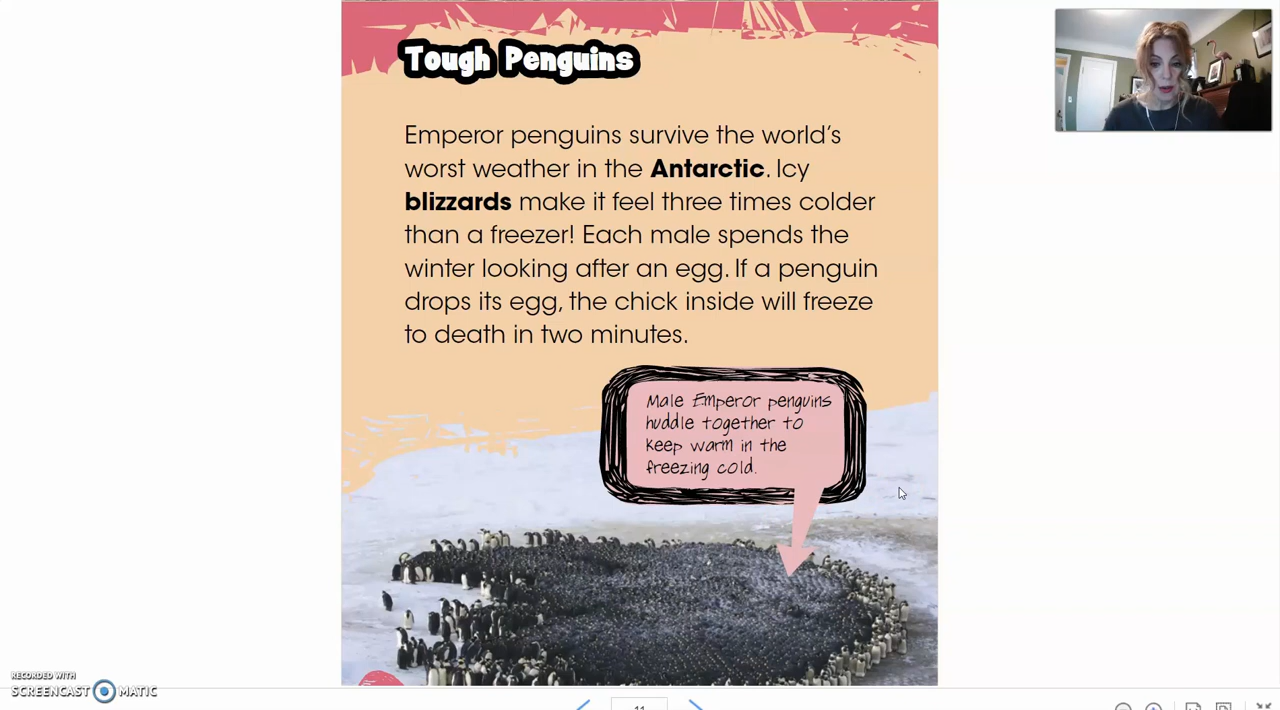 Tough Penguins
Emperor penguins survive the world's
worst weather in the Antarctic. Icy
blizzards make it feel three times colder
than a freezer! Each male spends the
winter looking after an egg. If a penguin
drops its egg, the chick inside will freeze
to death in two minutes.
Male Emperor penguins
huddle together to
keep warm in the
freezing cold.
RECORDED WITH
SCREENCAST MATIC
11